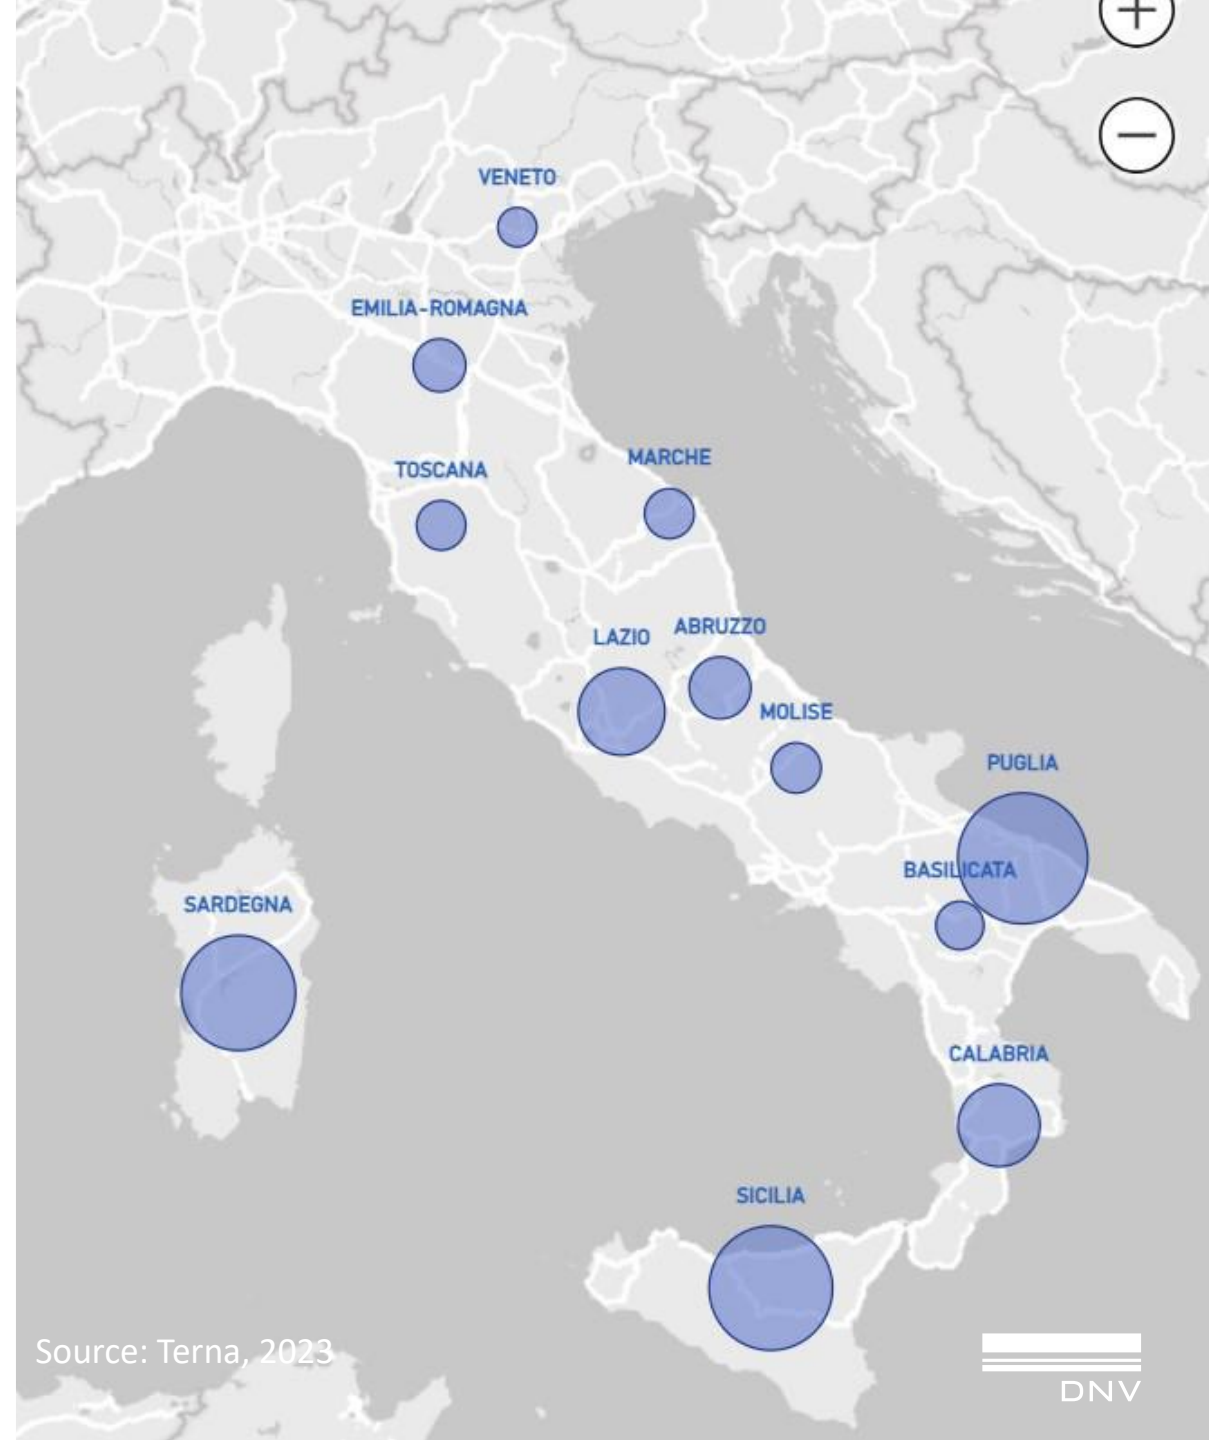 +
−
VENETO
EMILIA-ROMAGNA
TOSCANA
MARCHE
LAZIO
ABRUZZO
MOLISE
PUGLIA
BASILICATA
SARDEGNA
CALABRIA
SICILIA
Source: Terna, 2023
DNV